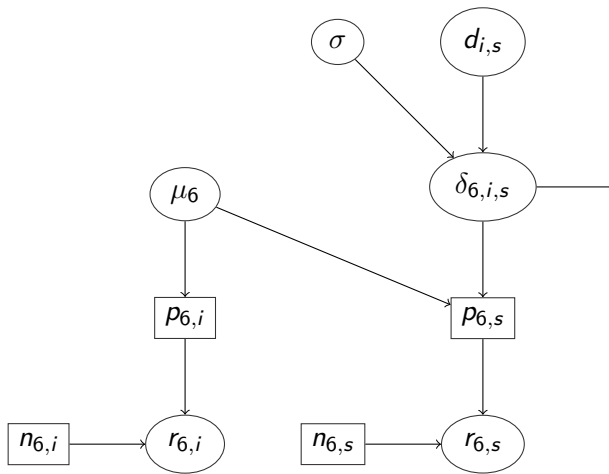 σ d_{i,s}
μ_6 δ_{6,i,s}
p_{6,i} p_{6,s}
n_{6,i} r_{6,i} n_{6,s} r_{6,s}